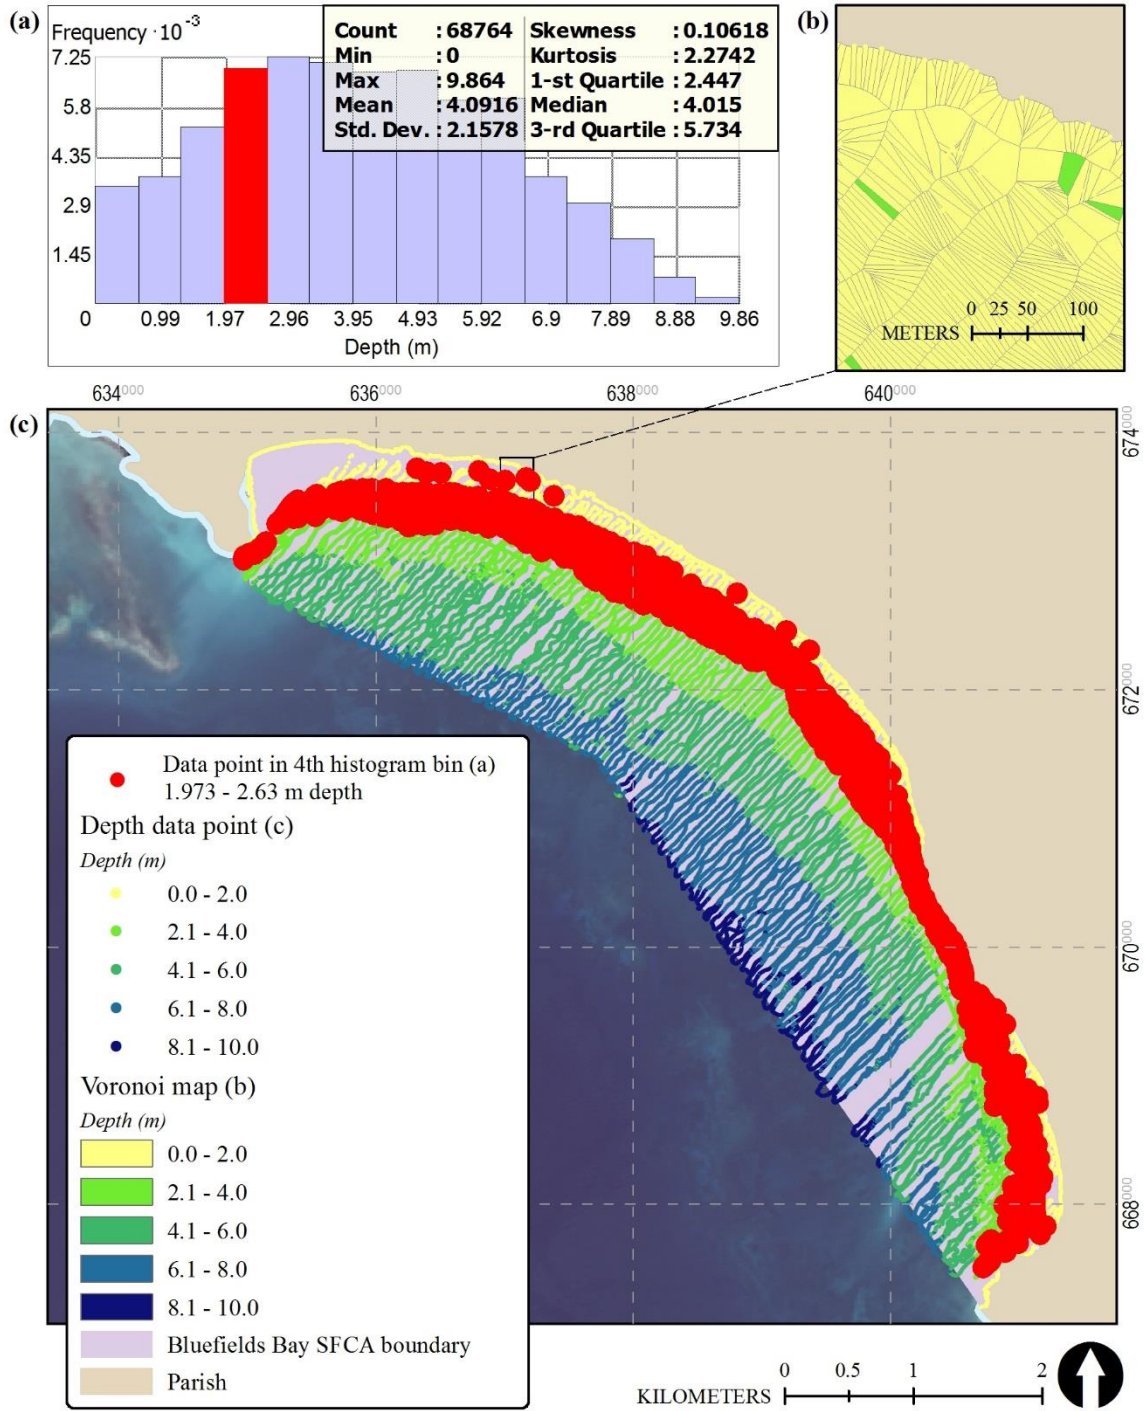 (a)
Frequency · 10⁻³
7.25
5.8
4.35
2.9
1.45
0 0.99 1.97 2.96 3.95 4.93 5.92 6.9 7.89 8.88 9.86
Depth (m)
Count : 68764 Skewness : 0.10618
Min : 0 Kurtosis : 2.2742
Max : 9.864 1-st Quartile : 2.447
Mean : 4.0916 Median : 4.015
Std. Dev. : 2.1578 3-rd Quartile : 5.734
(b)
0 25 50 100
METERS
(c)
634000 636000 638000 640000
674000
672000
670000
668000
Data point in 4th histogram bin (a)
1.973 - 2.63 m depth
Depth data point (c)
Depth (m)
0.0 - 2.0
2.1 - 4.0
4.1 - 6.0
6.1 - 8.0
8.1 - 10.0
Voronoi map (b)
Depth (m)
0.0 - 2.0
2.1 - 4.0
4.1 - 6.0
6.1 - 8.0
8.1 - 10.0
Bluefields Bay SFCA boundary
Parish
0 0.5 1 2
KILOMETERS